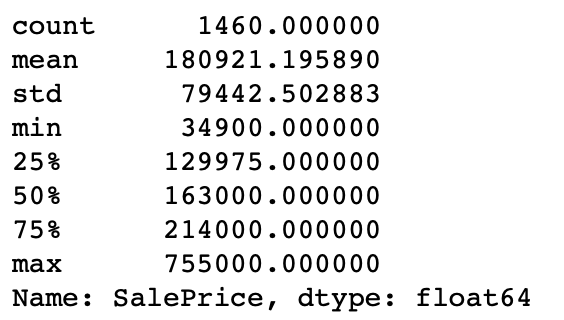 count 1460.000000
mean 180921.195890
std 79442.502883
min 34900.000000
25% 129975.000000
50% 163000.000000
75% 214000.000000
max 755000.000000
Name: SalePrice, dtype: float64